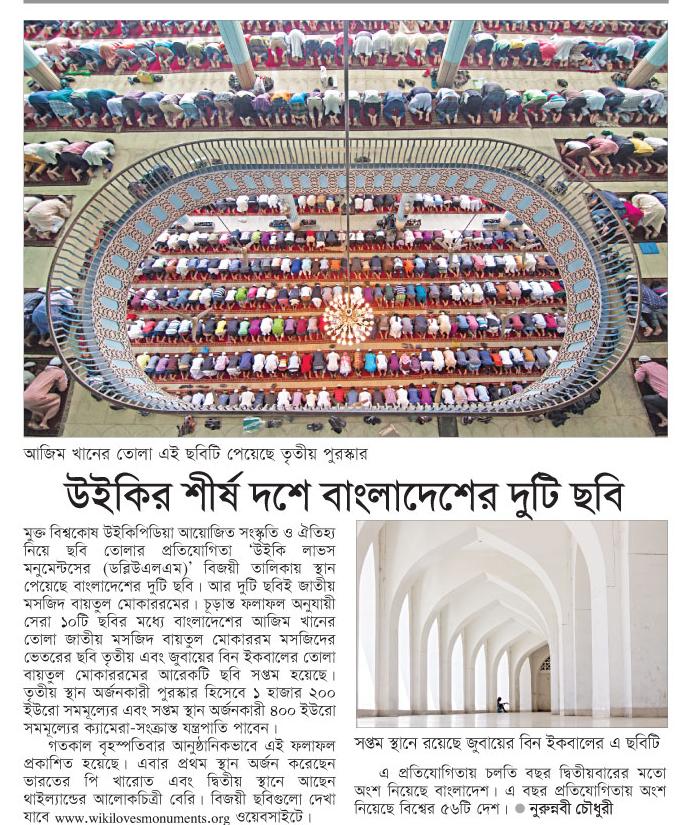 আজিম খানের তোলা এই ছবিটি পেয়েছে তৃতীয় পুরস্কার
উইকির শীর্ষ দশে বাংলাদেশের দুটি ছবি
মুক্ত বিশ্বকোষ উইকিপিডিয়া আয়োজিত সংস্কৃতি ও ঐতিহ্য
নিয়ে ছবি তোলার প্রতিযোগিতা ‘উইকি লাভস
মনুমেন্টসের (ডব্লিউএলএম)’ বিজয়ী তালিকায় স্থান
পেয়েছে বাংলাদেশের দুটি ছবি। আর দুটি ছবিই জাতীয়
মসজিদ বায়তুল মোকাররমের। চূড়ান্ত ফলাফল অনুযায়ী
সেরা ১০টি ছবির মধ্যে বাংলাদেশের আজিম খানের
তোলা জাতীয় মসজিদ বায়তুল মোকাররম মসজিদের
ভেতরের ছবি তৃতীয় এবং জুবায়ের বিন ইকবালের তোলা
বায়তুল মোকাররমের আরেকটি ছবি সপ্তম হয়েছে।
তৃতীয় স্থান অর্জনকারী পুরস্কার হিসেবে ১ হাজার ২০০
ইউরো সমমূল্যের এবং সপ্তম স্থান অর্জনকারী ৪০০ ইউরো
সমমূল্যের ক্যামেরা-সংক্রান্ত যন্ত্রপাতি পাবেন।
গতকাল বৃহস্পতিবার আনুষ্ঠানিকভাবে এই ফলাফল
প্রকাশিত হয়েছে। এবার প্রথম স্থান অর্জন করেছেন
ভারতের পি খারোত এবং দ্বিতীয় স্থানে আছেন
থাইল্যান্ডের আলোকচিত্রী বেরি। বিজয়ী ছবিগুলো দেখা
যাবে www.wikilovesmonuments.org ওয়েবসাইটে।
সপ্তম স্থানে রয়েছে জুবায়ের বিন ইকবালের এ ছবিটি
এ প্রতিযোগিতায় চলতি বছর দ্বিতীয়বারের মতো
অংশ নিয়েছে বাংলাদেশ। এ বছর প্রতিযোগিতায় অংশ
নিয়েছে বিশ্বের ৫৬টি দেশ। ● নুরুন্নবী চৌধুরী